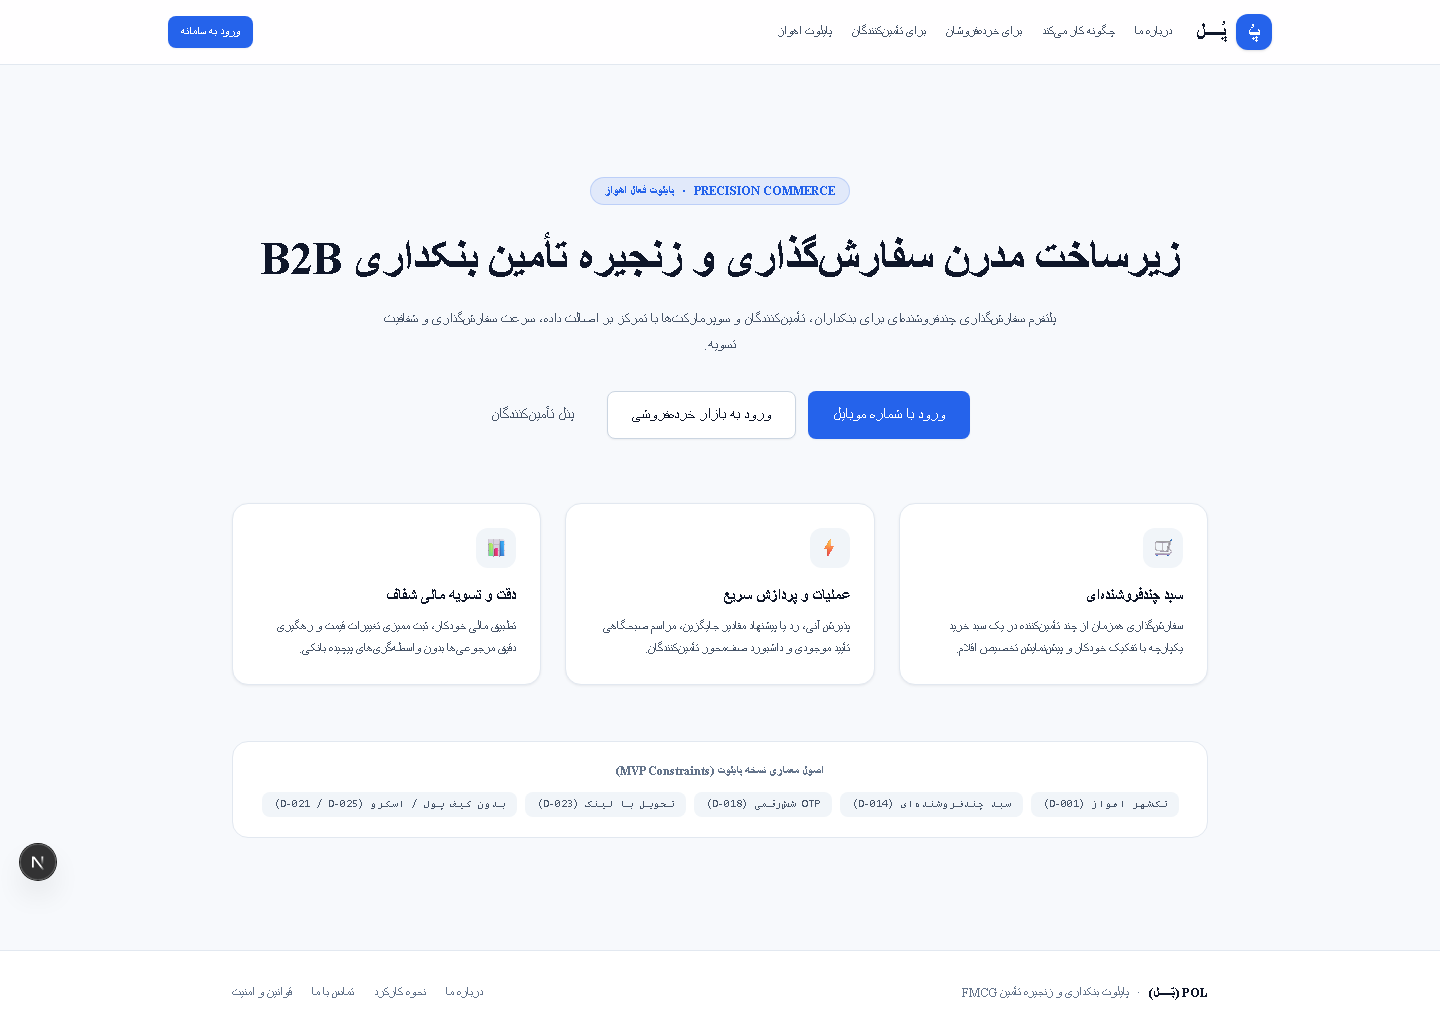 پُ
پُـــل
درباره ما
چگونه کار می‌کند
برای خرده‌فروشان
برای تأمین‌کنندگان
پایلوت اهواز
ورود به سامانه
PRECISION COMMERCE · پایلوت فعال اهواز
زیرساخت مدرن سفارش‌گذاری و زنجیره تأمین بنکداری B2B
پلتفرم سفارش‌گذاری چندفروشنده‌ای برای بنکداران، تأمین‌کنندگان و سوپرمارکت‌ها با تمرکز بر اصالت داده، سرعت سفارش‌گذاری و شفافیت
تسویه.
ورود با شماره موبایل
ورود به بازار خرده‌فروشی
پنل تأمین‌کنندگان
سبد چندفروشنده‌ای
سفارش‌گذاری همزمان از چند تأمین‌کننده در یک سبد خرید
یکپارچه با تفکیک خودکار و پیش‌نمایش تخصیص اقلام.
عملیات و پردازش سریع
پذیرش آنی، رد یا پیشنهاد مقادیر جایگزین، مراسم صبحگاهی
تأیید موجودی و داشبورد صف‌محور تأمین‌کنندگان.
دقت و تسویه مالی شفاف
تطبیق مالی خودکار، ثبت ممیزی تغییرات قیمت و رهگیری
دقیق مرجوعی‌ها بدون واسطه‌گری‌های پیچیده بانکی.
اصول معماری نسخه پایلوت (MVP Constraints)
تک‌شهر اهواز (D-001)
سبد چندفروشنده‌ای (D-014)
OTP شش‌رقمی (D-018)
تحویل با لینک (D-023)
بدون کیف پول / اسکرو (D-021 / D-025)
POL (پُـــل) · پایلوت بنکداری و زنجیره تأمین FMCG
درباره ما
نحوه کارکرد
تماس با ما
قوانین و امنیت